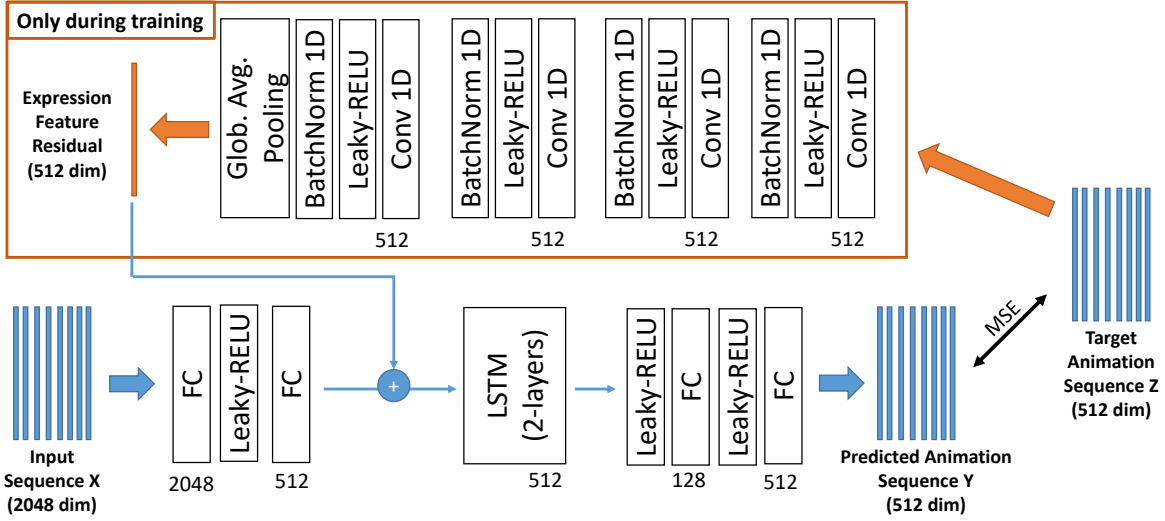 Only during training
Expression
Feature
Residual
(512 dim)
Glob. Avg.
Pooling
BatchNorm 1D
Leaky-RELU
Conv 1D
512
BatchNorm 1D
Leaky-RELU
Conv 1D
512
BatchNorm 1D
Leaky-RELU
Conv 1D
512
BatchNorm 1D
Leaky-RELU
Conv 1D
512
Input
Sequence X
(2048 dim)
FC
2048
Leaky-RELU
FC
512
+
LSTM
(2-layers)
512
Leaky-RELU
FC
128
Leaky-RELU
FC
512
Predicted Animation
Sequence Y
(512 dim)
MSE
Target
Animation
Sequence Z
(512 dim)